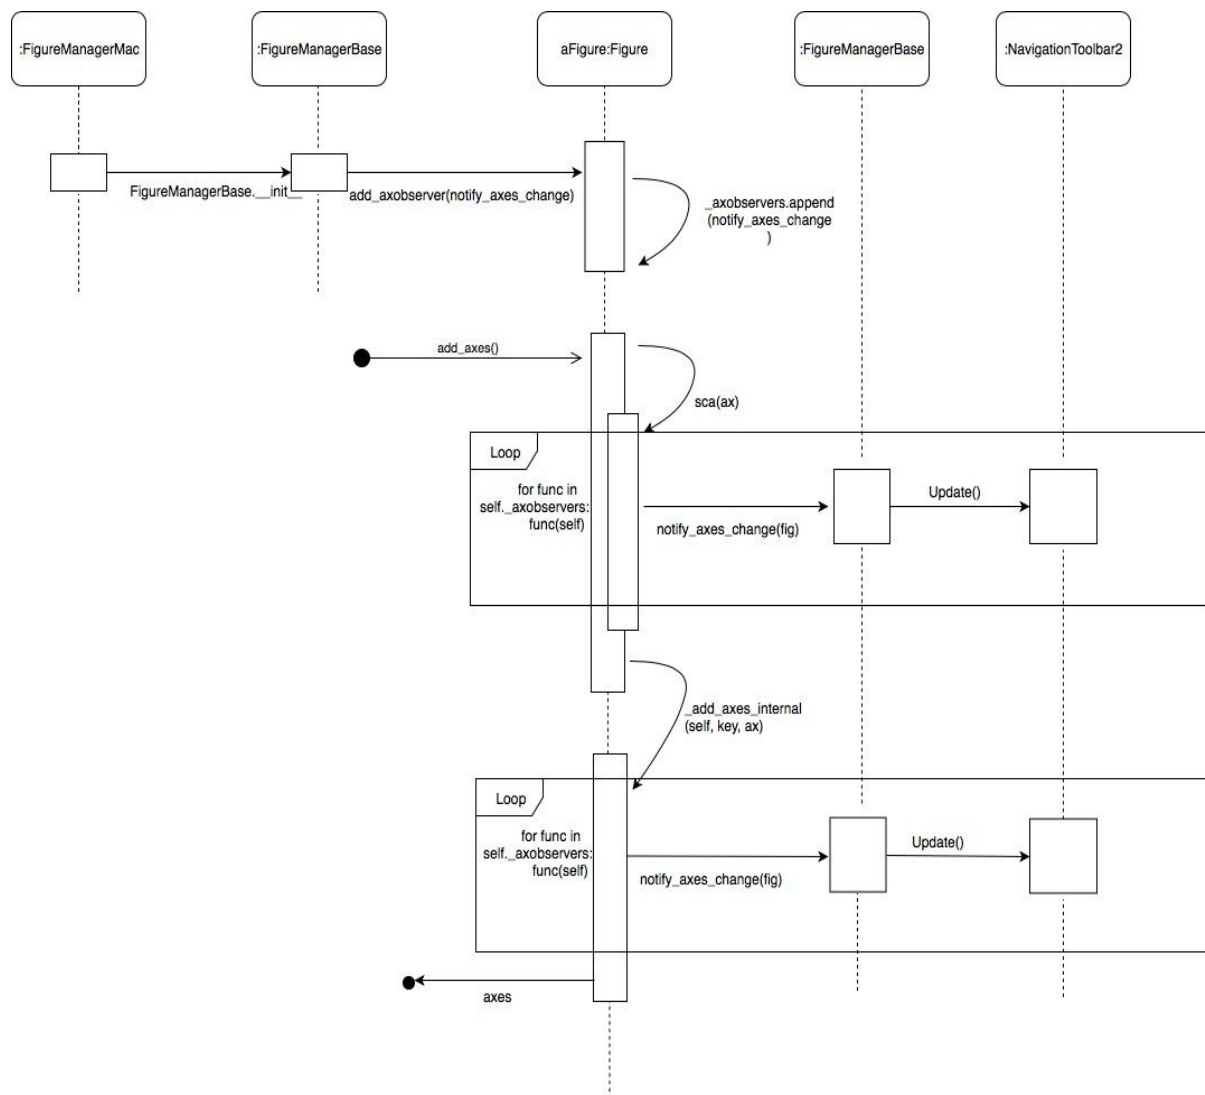 :FigureManagerMac
:FigureManagerBase
aFigure:Figure
:FigureManagerBase
:NavigationToolbar2
FigureManagerBase.__init__
add_axobserver(notify_axes_change)
_axobservers.append
(notify_axes_change
)
add_axes()
sca(ax)
Loop
for func in
self._axobservers:
func(self)
notify_axes_change(fig)
Update()
_add_axes_internal
(self, key, ax)
Loop
for func in
self._axobservers:
func(self)
notify_axes_change(fig)
Update()
axes